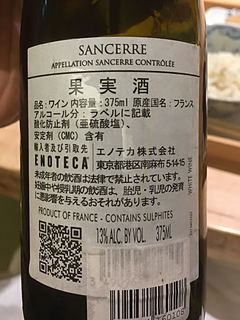 SANCERRE
APPELLATION SANCERRE CONTRÔLÉE
果実酒
品名:ワイン 内容量:375ml 原産国名:フランス
アルコール分:ラベルに記載
酸化防止剤(亜硫酸塩)、
安定剤(CMC)含有
輸入者及び引取先
ENOTECA エノテカ株式会社
東京都港区南麻布5-14-15
未成年者の飲酒は法律で禁止されています。
妊娠中や授乳期の飲酒は、胎児・乳児の発育
に悪影響を与えるおそれがあります。
PRODUCT OF FRANCE - CONTAINS SULPHITES
13% ALC. BY VOL. 375ML
WHITE WINE